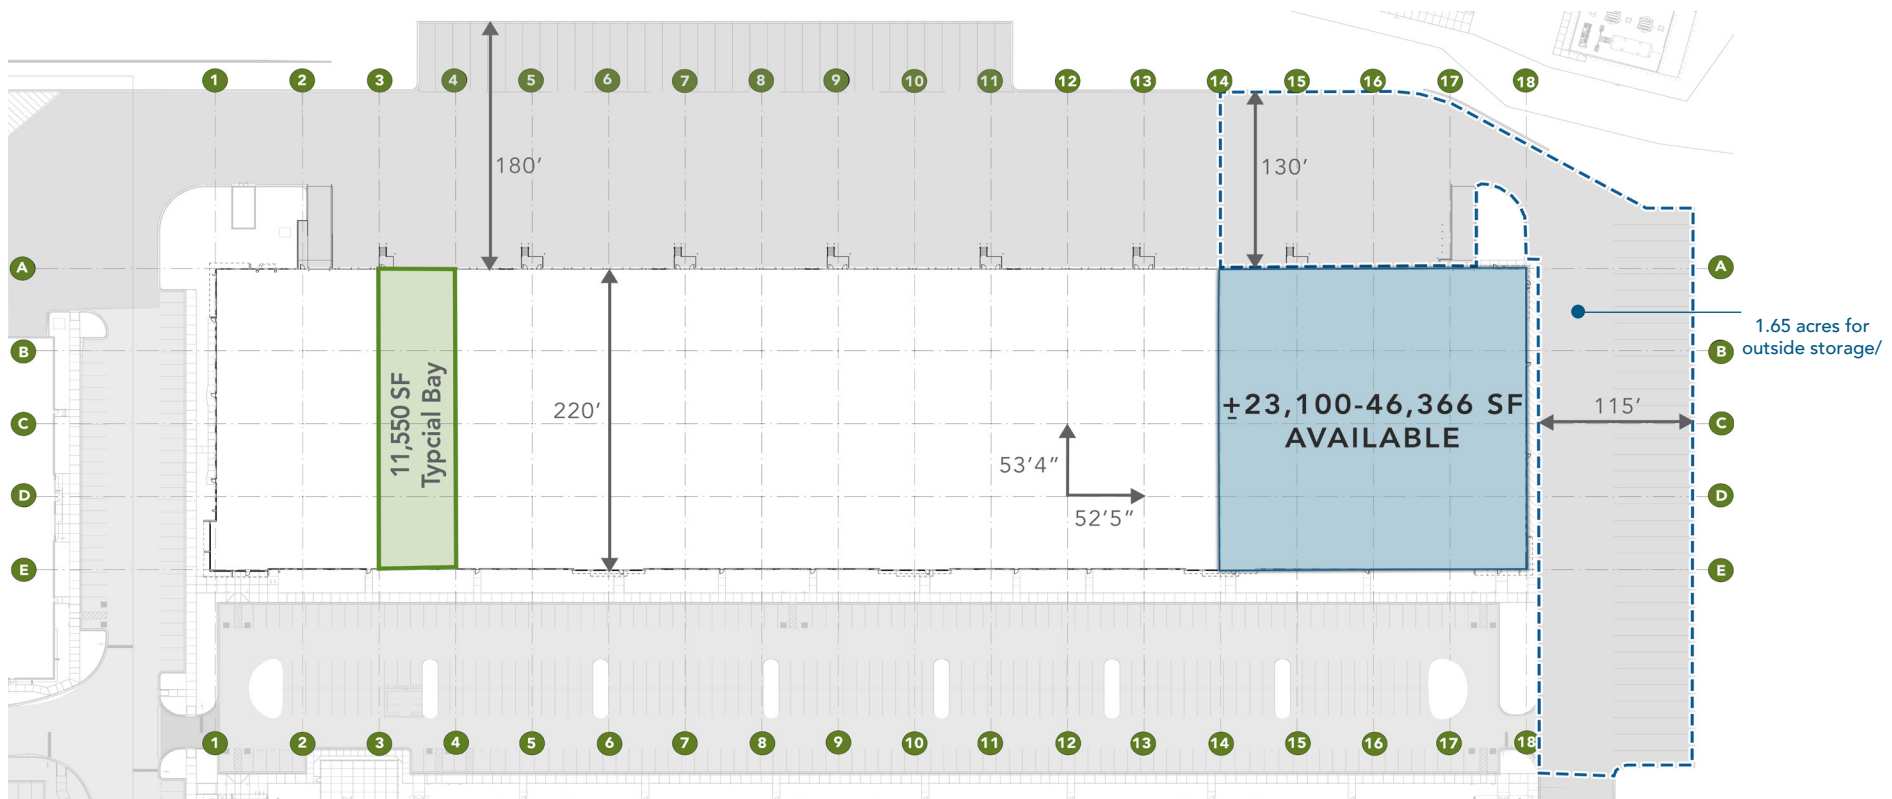 1 2 3 4 5 6 7 8 9 10 11 12 13 14 15 16 17 18
180'
130'
A A
1.65 acres for
outside storage/
B B
11,550 SF
Typcial Bay
220'
±23,100-46,366 SF
AVAILABLE
115'
C C
53'4"
52'5"
D D
E E
1 2 3 4 5 6 7 8 9 10 11 12 13 14 15 16 17 18